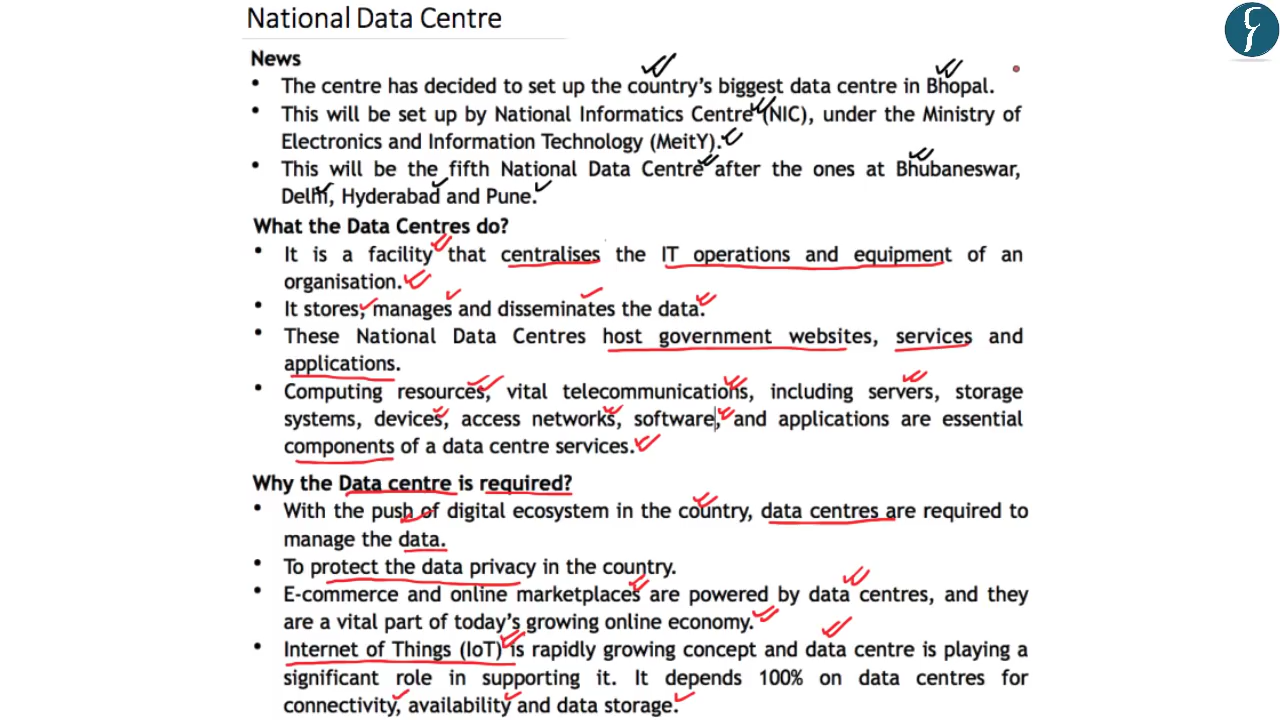 National Data Centre
News
• The centre has decided to set up the country's biggest data centre in Bhopal.
• This will be set up by National Informatics Centre (NIC), under the Ministry of
Electronics and Information Technology (MeitY).
• This will be the fifth National Data Centre after the ones at Bhubaneswar,
Delhi, Hyderabad and Pune.
What the Data Centres do?
• It is a facility that centralises the IT operations and equipment of an
organisation.
• It stores, manages and disseminates the data.
• These National Data Centres host government websites, services and
applications.
• Computing resources, vital telecommunications, including servers, storage
systems, devices, access networks, software, and applications are essential
components of a data centre services.
Why the Data centre is required?
• With the push of digital ecosystem in the country, data centres are required to
manage the data.
• To protect the data privacy in the country.
• E-commerce and online marketplaces are powered by data centres, and they
are a vital part of today's growing online economy.
• Internet of Things (IoT) is rapidly growing concept and data centre is playing a
significant role in supporting it. It depends 100% on data centres for
connectivity, availability and data storage.